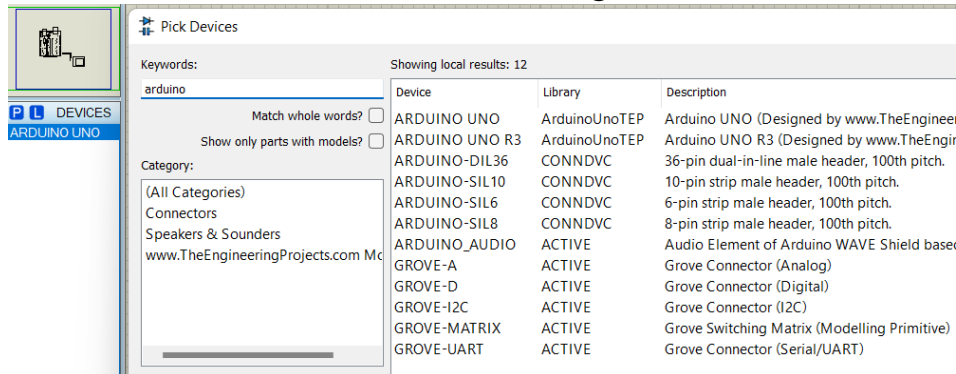 Pick Devices
Keywords:
arduino
Match whole words?
Show only parts with models?
Category:
(All Categories)
Connectors
Speakers & Sounders
www.TheEngineeringProjects.com Mo
P L DEVICES
ARDUINO UNO
Showing local results: 12
Device Library Description
ARDUINO UNO ArduinoUnoTEP Arduino UNO (Designed by www.TheEngineer
ARDUINO UNO R3 ArduinoUnoTEP Arduino UNO R3 (Designed by www.TheEngin
ARDUINO-DIL36 CONNDVC 36-pin dual-in-line male header, 100th pitch.
ARDUINO-SIL10 CONNDVC 10-pin strip male header, 100th pitch.
ARDUINO-SIL6 CONNDVC 6-pin strip male header, 100th pitch.
ARDUINO-SIL8 CONNDVC 8-pin strip male header, 100th pitch.
ARDUINO_AUDIO ACTIVE Audio Element of Arduino WAVE Shield based
GROVE-A ACTIVE Grove Connector (Analog)
GROVE-D ACTIVE Grove Connector (Digital)
GROVE-I2C ACTIVE Grove Connector (I2C)
GROVE-MATRIX ACTIVE Grove Switching Matrix (Modelling Primitive)
GROVE-UART ACTIVE Grove Connector (Serial/UART)